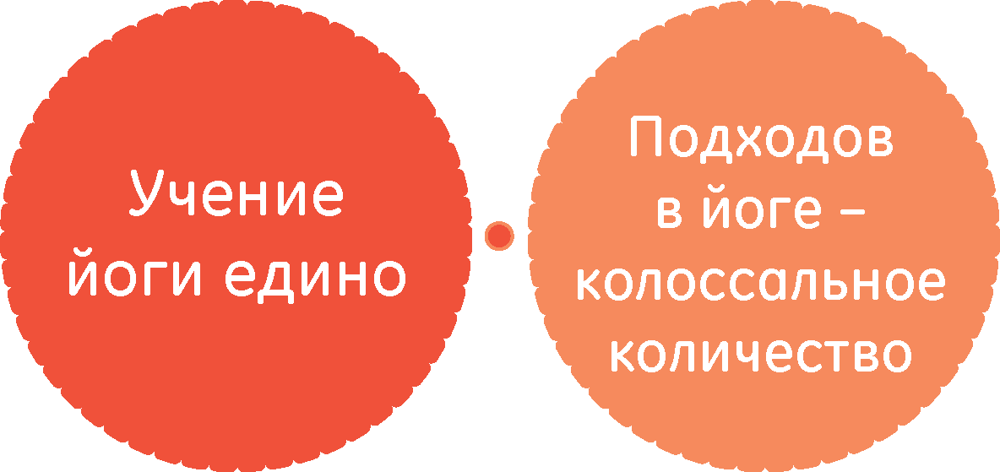 Учение
йоги едино
Подходов
в йоге –
колоссальное
количество